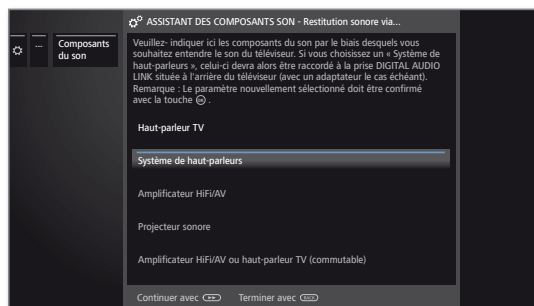 ASSISTANT DES COMPOSANTS SON - Restitution sonore via...
...
Composants
du son
Veuillez- indiquer ici les composants du son par le biais desquels vous
souhaitez entendre le son du téléviseur. Si vous choisissez un « Système de
haut-parleurs », celui-ci devra alors être raccordé à la prise DIGITAL AUDIO
LINK située à l'arrière du téléviseur (avec un adaptateur le cas échéant).
Remarque : Le paramètre nouvellement sélectionné doit être confirmé
avec la touche OK .
Haut-parleur TV
Système de haut-parleurs
Amplificateur HiFi/AV
Projecteur sonore
Amplificateur HiFi/AV ou haut-parleur TV (commutable)
Continuer avec Terminer avec BACK